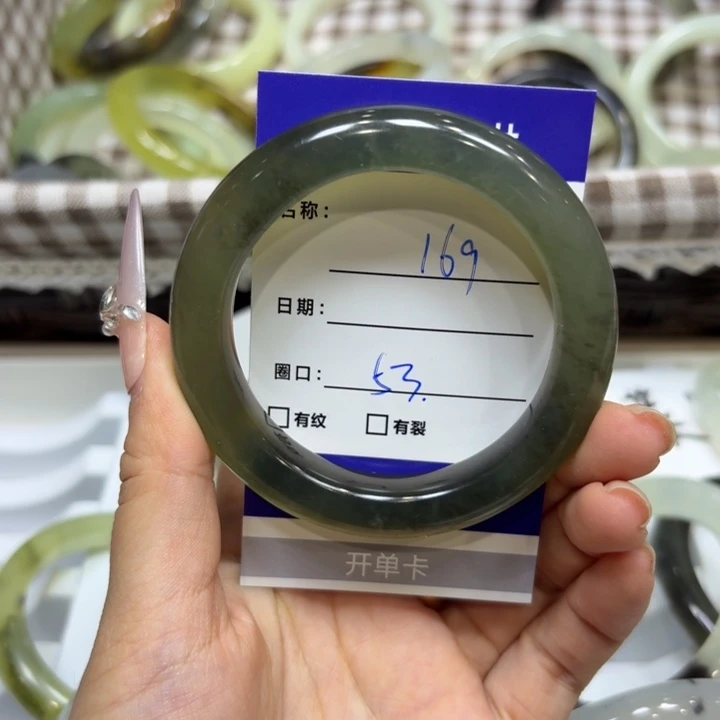 名称: 169
日期:
圈口: 53.
有纹 有裂
开单卡